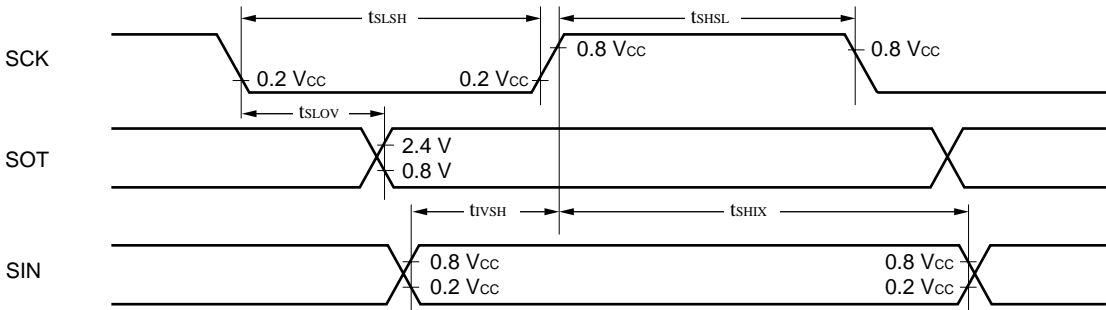 tSLSH
tSHSL
SCK
0.8 VCC
0.8 VCC
0.2 VCC
0.2 VCC
tSLOV
SOT
2.4 V
0.8 V
tIVSH
tSHIX
SIN
0.8 VCC
0.8 VCC
0.2 VCC
0.2 VCC